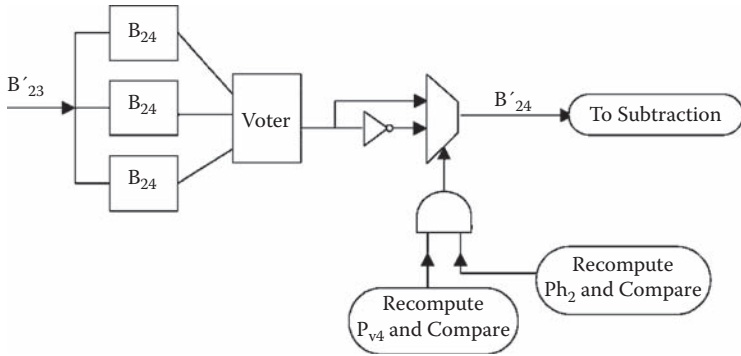 B₂₄
B´₂₃
B₂₄
B₂₄
Voter
B´₂₄
To Subtraction
Recompute
Pᵥ₄ and Compare
Recompute
Ph₂ and Compare